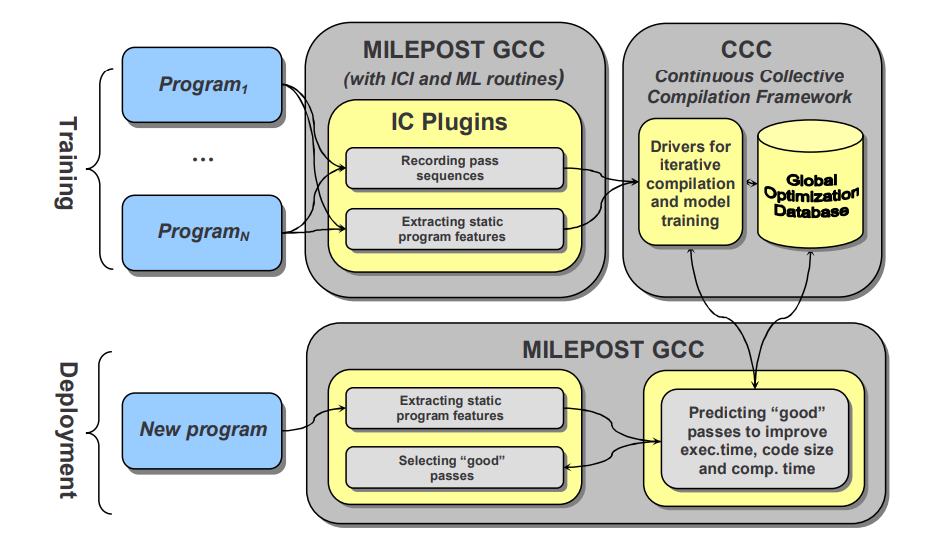 Training
Program1
...
ProgramN
MILEPOST GCC
(with ICI and ML routines)
IC Plugins
Recording pass
sequences
Extracting static
program features
CCC
Continuous Collective
Compilation Framework
Drivers for
iterative
compilation
and model
training
Global
Optimization
Database
Deployment
New program
MILEPOST GCC
Extracting static
program features
Selecting “good”
passes
Predicting “good”
passes to improve
exec.time, code size
and comp. time